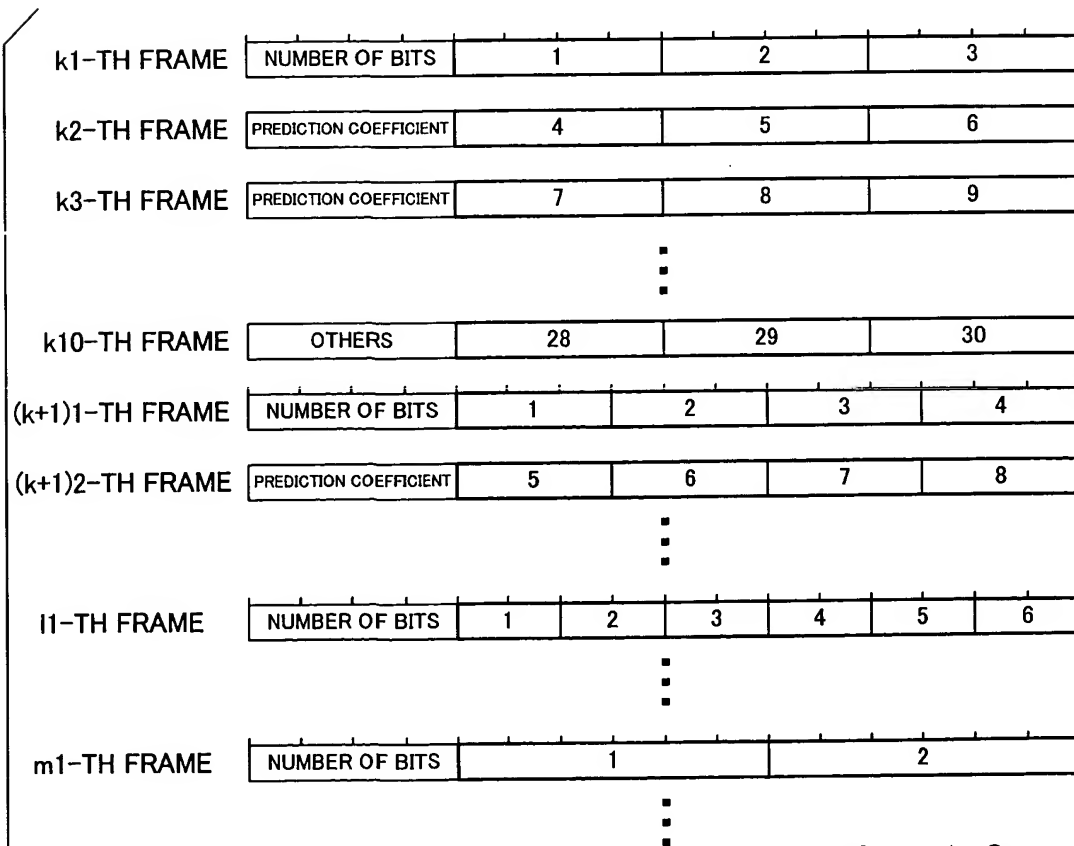 k1-TH FRAME NUMBER OF BITS 1 2 3
k2-TH FRAME PREDICTION COEFFICIENT 4 5 6
k3-TH FRAME PREDICTION COEFFICIENT 7 8 9
k10-TH FRAME OTHERS 28 29 30
(k+1)1-TH FRAME NUMBER OF BITS 1 2 3 4
(k+1)2-TH FRAME PREDICTION COEFFICIENT 5 6 7 8
l1-TH FRAME NUMBER OF BITS 1 2 3 4 5 6
m1-TH FRAME NUMBER OF BITS 1 2